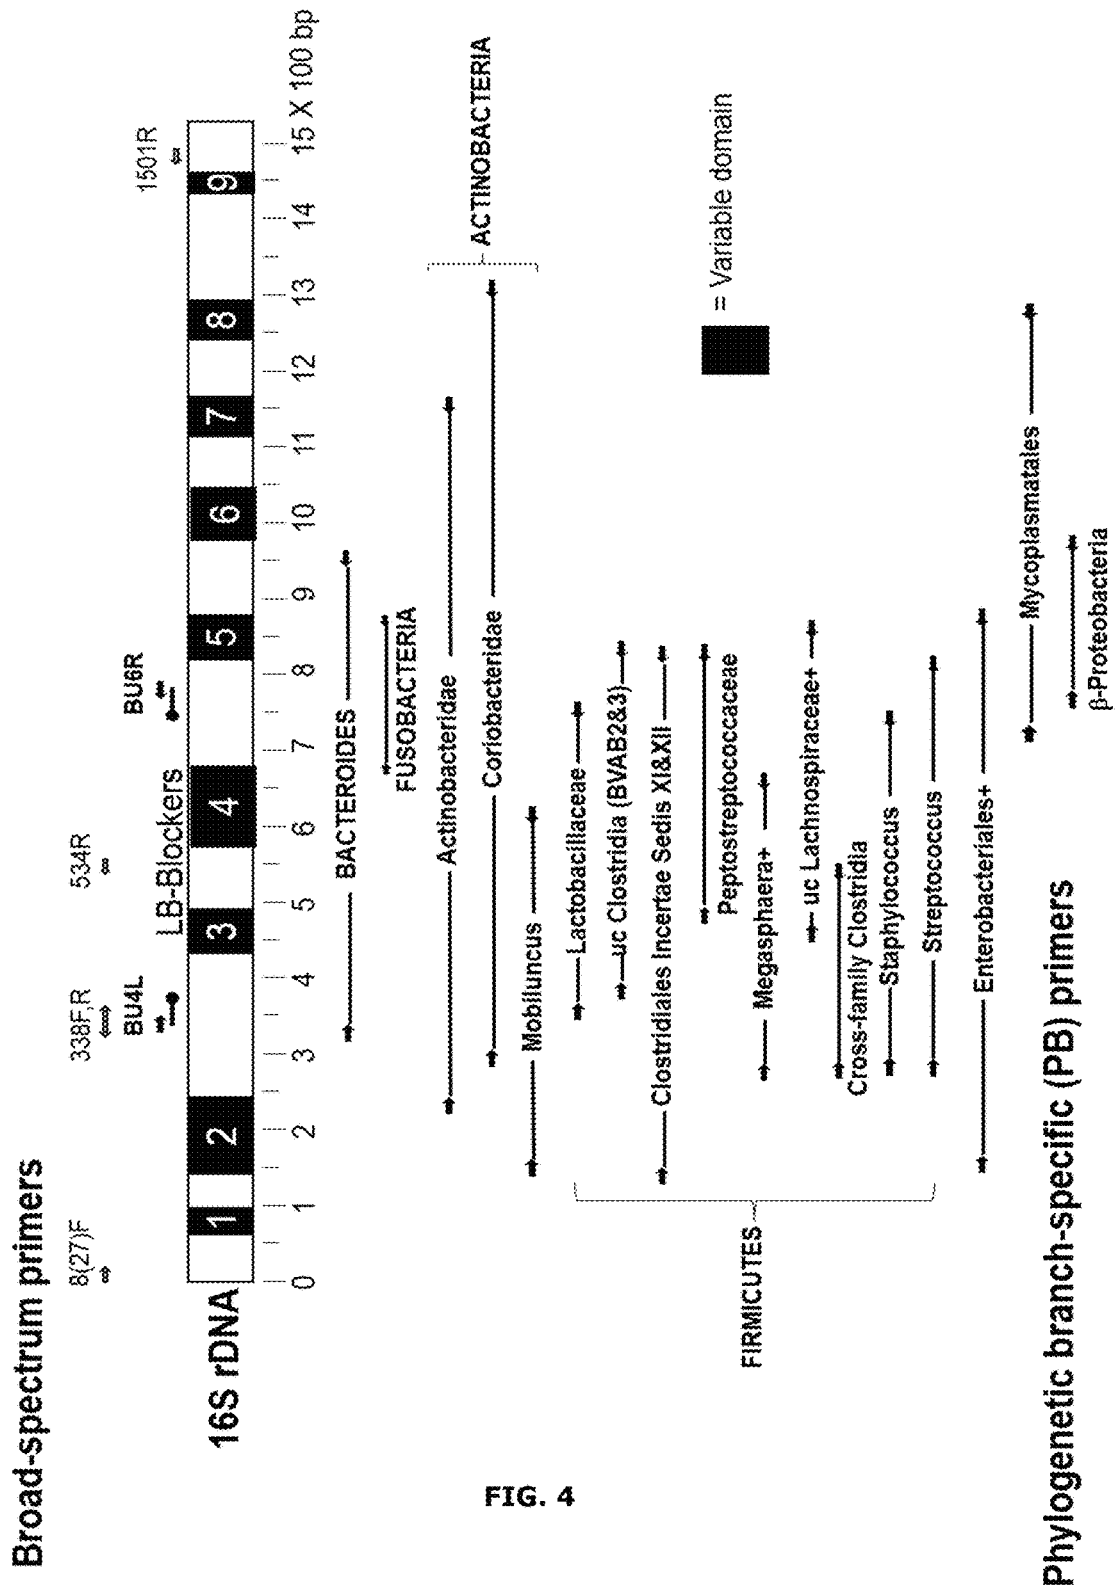 Broad-spectrum primers
8(27)F
338F,R
534R
1501R
BU4L
BU6R
LB-Blockers
16S rDNA
1 2 3 4 5 6 7 8 9
0 1 2 3 4 5 6 7 8 9 10 11 12 13 14 15 X 100 bp
BACTEROIDES
FUSOBACTERIA
Actinobacteridae
Coriobacteridae
Mobiluncus
ACTINOBACTERIA
Lactobacillaceae
uc Clostridia (BVAB2&3)
Clostridiales Incertae Sedis XI&XII
Peptostreptococcaceae
Megasphaera+
uc Lachnospiraceae+
Cross-family Clostridia
Staphylococcus
Streptococcus
FIRMICUTES
= Variable domain
Enterobacteriales+
Mycoplasmatales
β-Proteobacteria
Phylogenetic branch-specific (PB) primers
FIG. 4